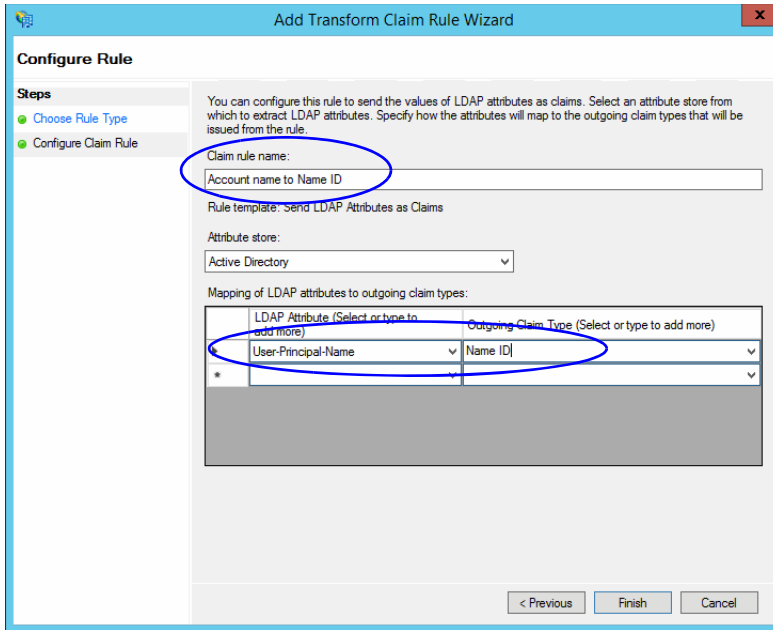 Add Transform Claim Rule Wizard
x
Configure Rule
Steps
Choose Rule Type
Configure Claim Rule
You can configure this rule to send the values of LDAP attributes as claims. Select an attribute store from
which to extract LDAP attributes. Specify how the attributes will map to the outgoing claim types that will be
issued from the rule.
Claim rule name:
Account name to Name ID
Rule template: Send LDAP Attributes as Claims
Attribute store:
Active Directory
Mapping of LDAP attributes to outgoing claim types:
LDAP Attribute (Select or type to
add more)
Outgoing Claim Type (Select or type to add more)
User-Principal-Name
Name ID
*
< Previous
Finish
Cancel